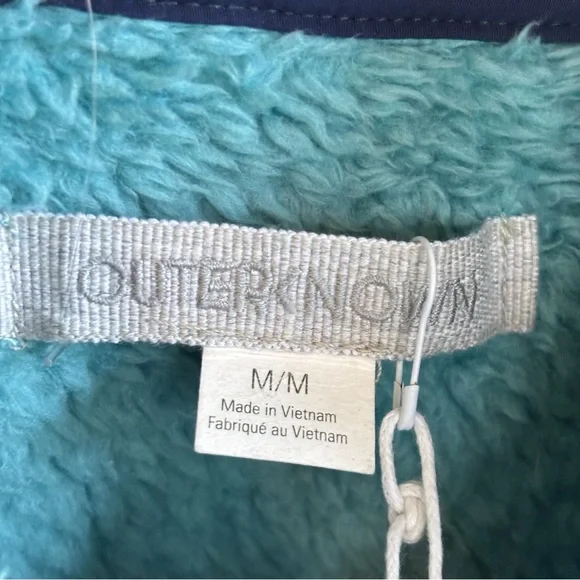 OUTERKNOWN
M/M
Made in Vietnam
Fabriqué au Vietnam